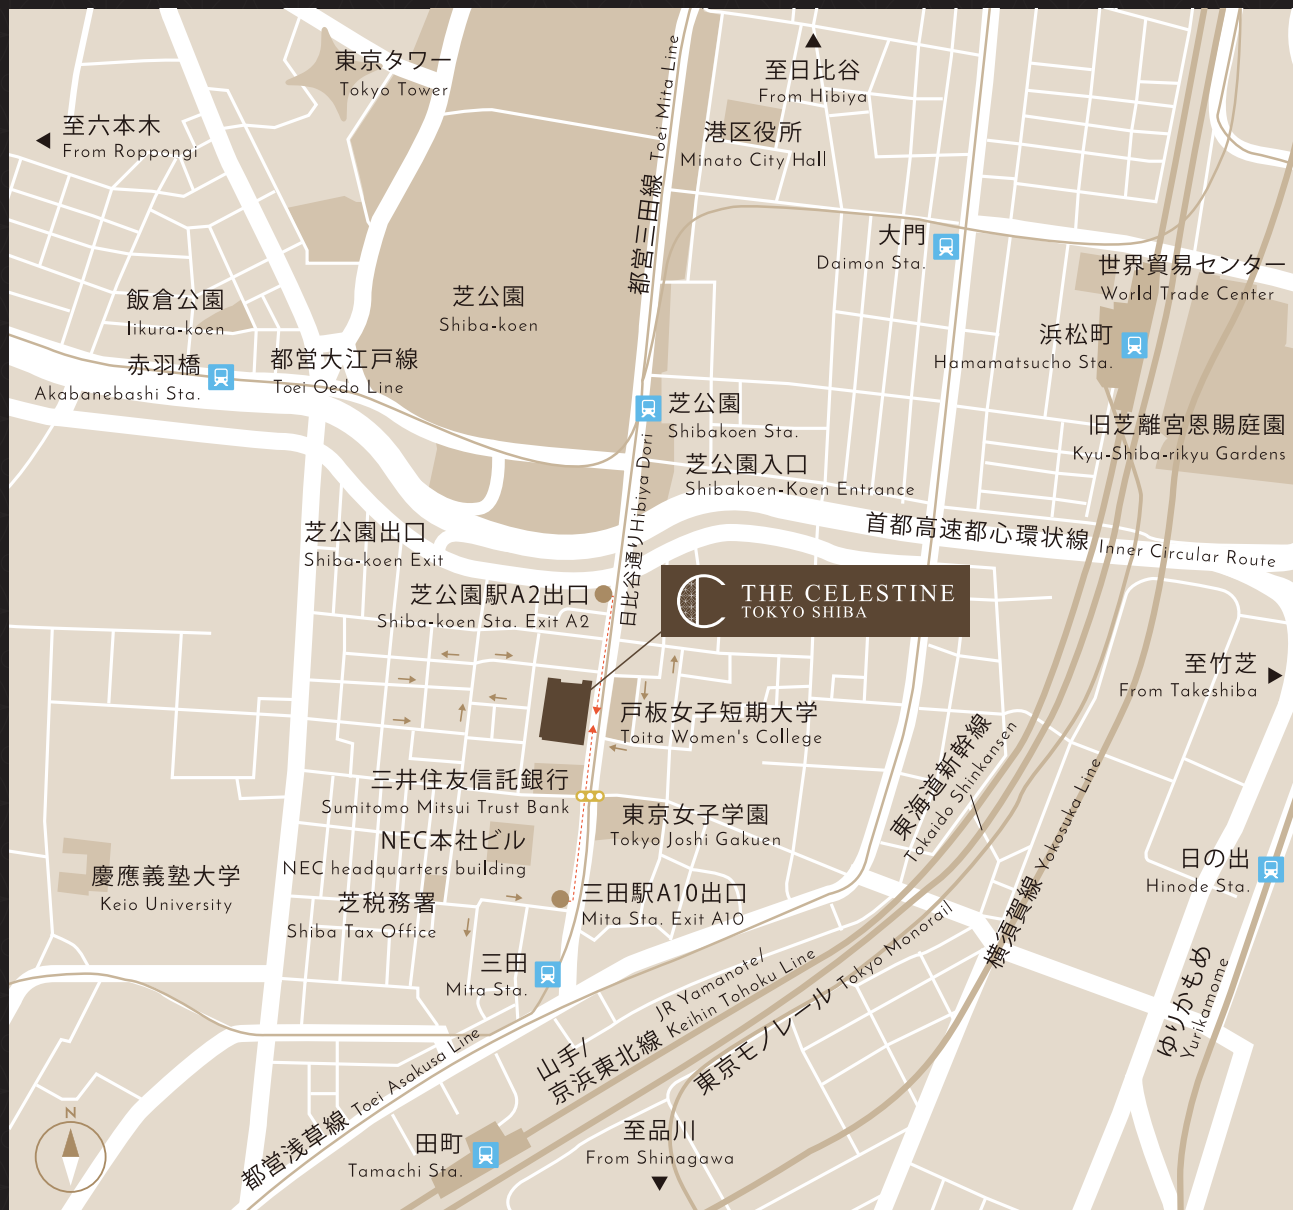 東京タワー
Tokyo Tower
至日比谷
From Hibiya
至六本木
From Roppongi
港区役所
Minato City Hall
都営三田線 Toei Mita Line
大門
Daimon Sta.
世界貿易センター
World Trade Center
飯倉公園
Iikura-koen
芝公園
Shiba-koen
浜松町
Hamamatsucho Sta.
赤羽橋
Akabanebashi Sta.
都営大江戸線
Toei Oedo Line
芝公園
Shibakoen Sta.
旧芝離宮恩賜庭園
Kyu-Shiba-rikyu Gardens
芝公園入口
Shibakoen-Koen Entrance
日比谷通り Hibiya Dori
首都高速都心環状線 Inner Circular Route
芝公園出口
Shiba-koen Exit
芝公園駅A2出口
Shiba-koen Sta. Exit A2
THE CELESTINE
TOKYO SHIBA
至竹芝
From Takeshiba
戸板女子短期大学
Toita Women's College
東海道新幹線
Tokaido Shinkansen
三井住友信託銀行
Sumitomo Mitsui Trust Bank
東京女子学園
Tokyo Joshi Gakuen
横須賀線 Yokosuka Line
NEC本社ビル
NEC headquarters building
日の出
Hinode Sta.
慶應義塾大学
Keio University
芝税務署
Shiba Tax Office
三田駅A10出口
Mita Sta. Exit A10
三田
Mita Sta.
山手/
京浜東北線
JR Yamanote/
Keihin Tohoku Line
東京モノレール Tokyo Monorail
ゆりかもめ
Yurikamome
都営浅草線 Toei Asakusa Line
田町
Tamachi Sta.
至品川
From Shinagawa
N